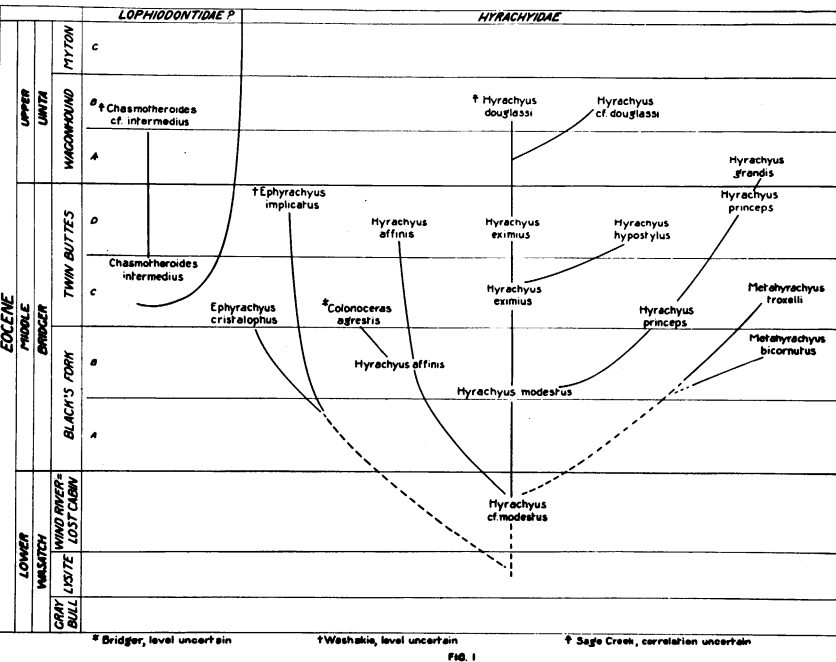 LOPHIODONTIDAE ?
HYRACHYIDAE
EOCENE
UPPER
UINTA
MYTON
C
WAGONHOUND
B
A
MIDDLE
BRIDGER
TWIN BUTTES
D
C
BLACK'S FORK
B
A
LOWER
WASATCH
WIND RIVER=
LOST CABIN
LYSITE
GRAY
BULL
† Chasmotheroides
cf. intermedius
Chasmotheroides
intermedius
† Hyrachyus
douglassi
Hyrachyus
cf. douglassi
Hyrachyus
grandis
Hyrachyus
princeps
† Ephyrachyus
implicatus
Hyrachyus
affinis
Hyrachyus
eximius
Hyrachyus
hypostylus
Hyrachyus
eximius
Ephyrachyus
cristalophus
*Colonoceras
agrestis
Hyrachyus
princeps
Metahyrachyus
troxelli
Metahyrachyus
bicornutus
Hyrachyus affinis
Hyrachyus modestus
Hyrachyus
cf. modestus
* Bridger, level uncertain
† Washakie, level uncertain
† Sage Creek, correlation uncertain
FIG. 1